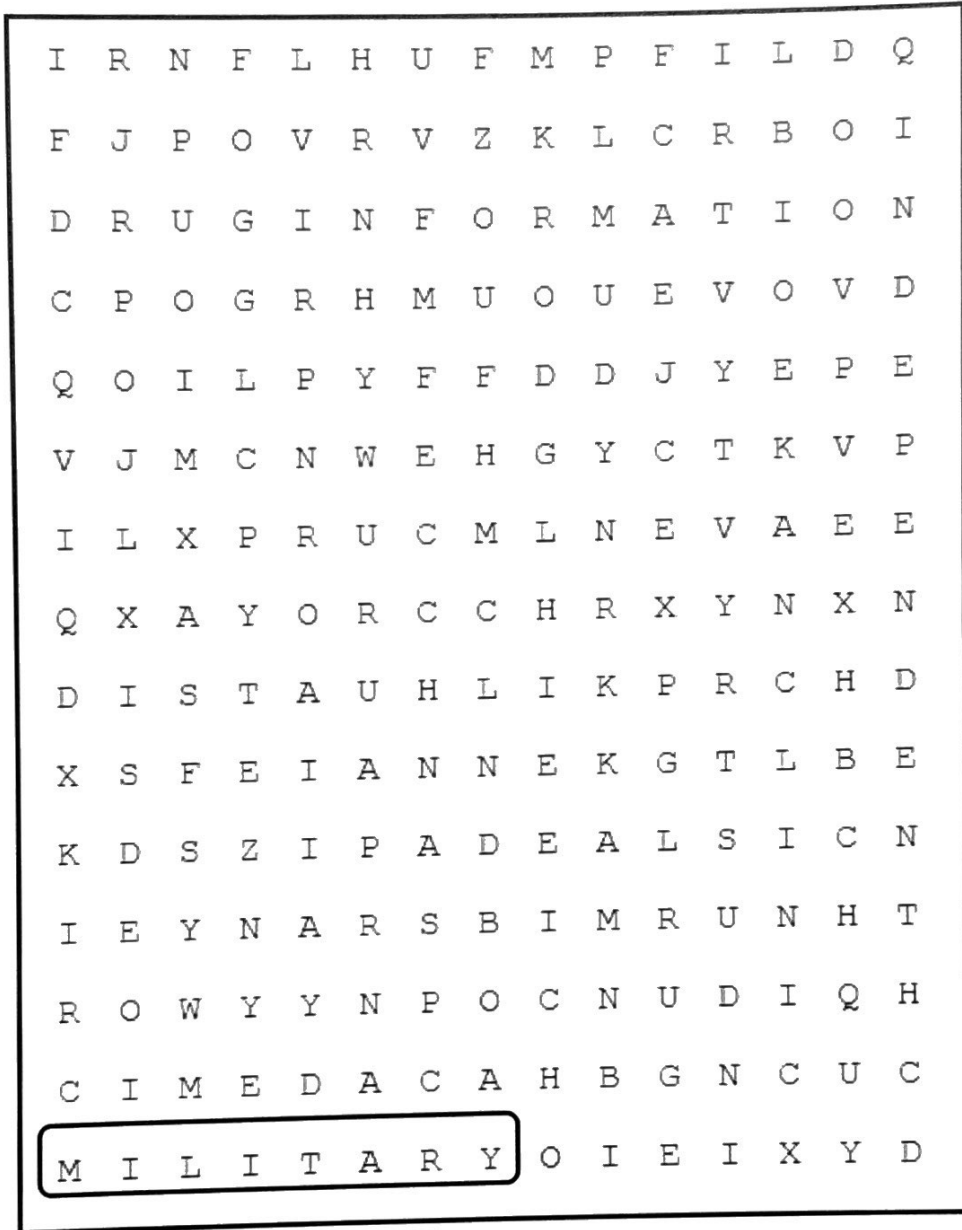 I R N F L H U F M P F I L D Q
F J P O V R V Z K L C R B O I
D R U G I N F O R M A T I O N
C P O G R H M U O U E V O V D
Q O I L P Y F F D D J Y E P E
V J M C N W E H G Y C T K V P
I L X P R U C M L N E V A E E
Q X A Y O R C C H R X Y N X N
D I S T A U H L I K P R C H D
X S F E I A N N E K G T L B E
K D S Z I P A D E A L S I C N
I E Y N A R S B I M R U N H T
R O W Y Y N P O C N U D I Q H
C I M E D A C A H B G N C U C
M I L I T A R Y O I E I X Y D